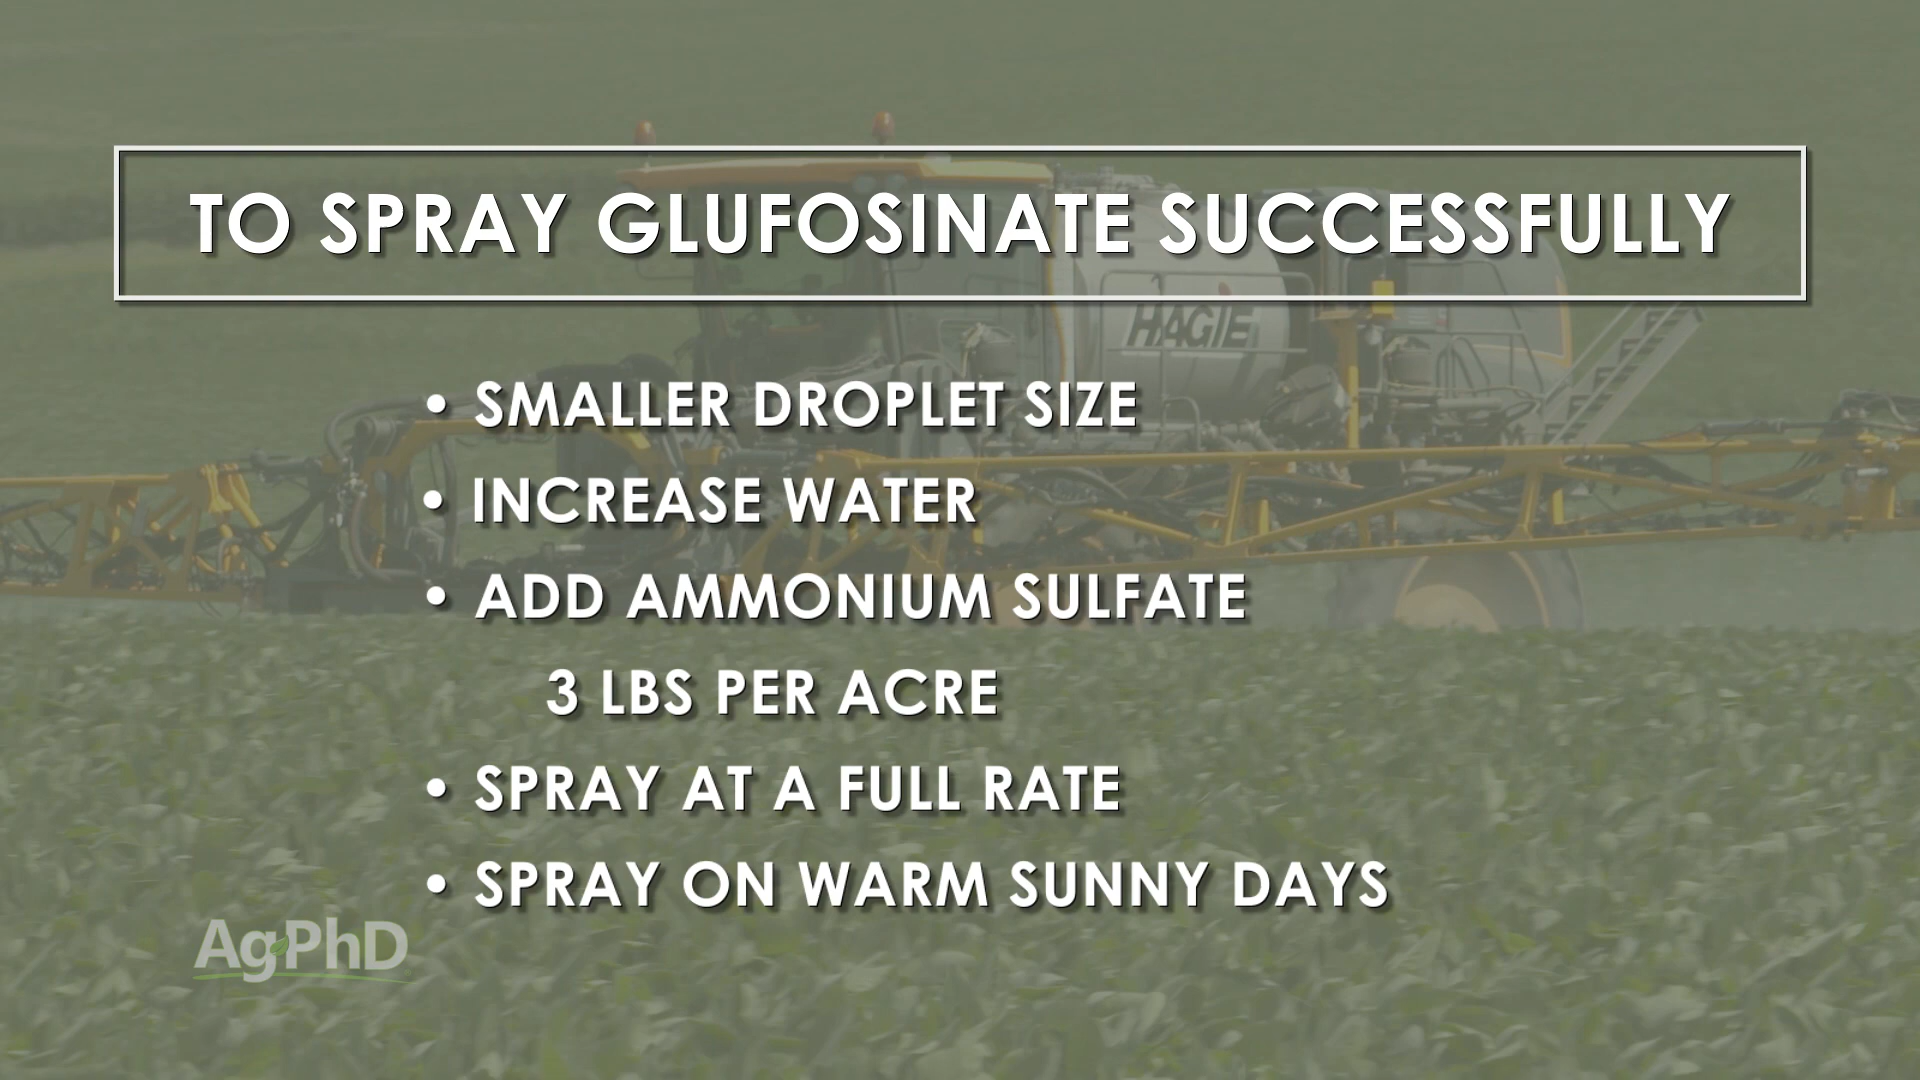 TO SPRAY GLUFOSINATE SUCCESSFULLY
HAGIE
• SMALLER DROPLET SIZE
• INCREASE WATER
• ADD AMMONIUM SULFATE
3 LBS PER ACRE
• SPRAY AT A FULL RATE
• SPRAY ON WARM SUNNY DAYS
AgPhD